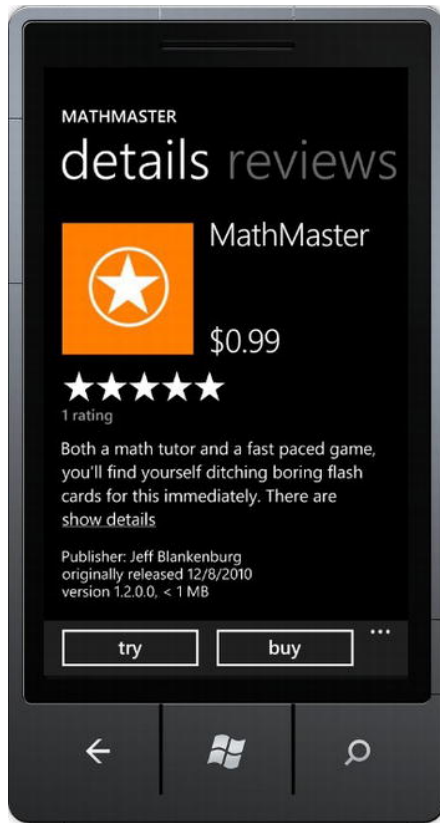 MATHMASTER
details reviews
MathMaster
$0.99
1 rating
Both a math tutor and a fast paced game,
you'll find yourself ditching boring flash
cards for this immediately. There are
show details
Publisher: Jeff Blankenburg
originally released 12/8/2010
version 1.2.0.0, < 1 MB
try buy